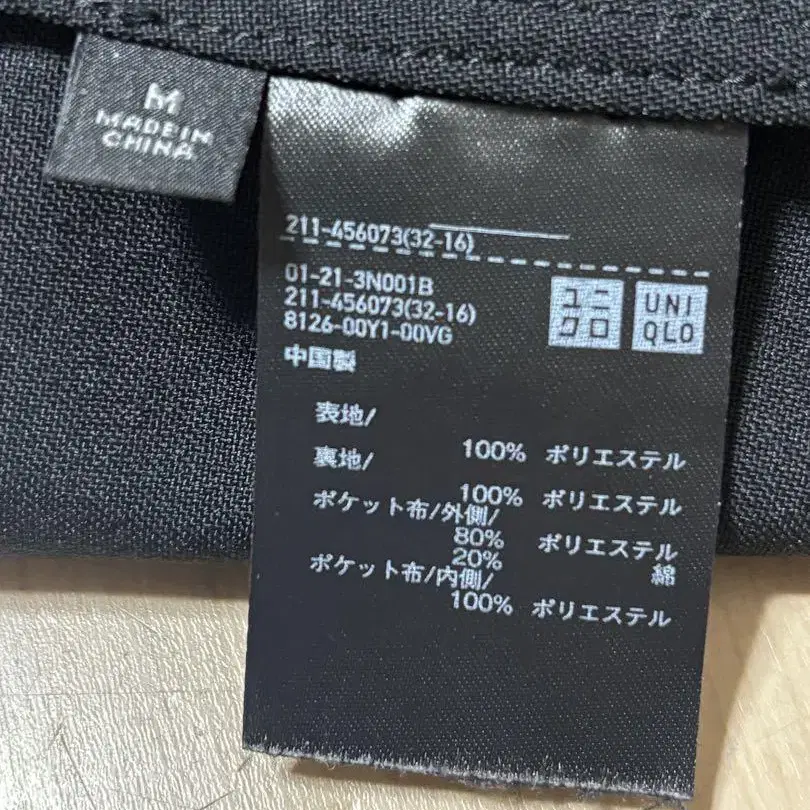 M
MADE IN
CHINA
211-456073(32-16)
01-21-3N001B
211-456073(32-16)
8126-00Y1-00VG
中国製
ユニ
クロ
UNI
QLO
表地/
100% ポリエステル
裏地/
100% ポリエステル
ポケット布/外側/
80% ポリエステル
20% 綿
ポケット布/内側/
100% ポリエステル